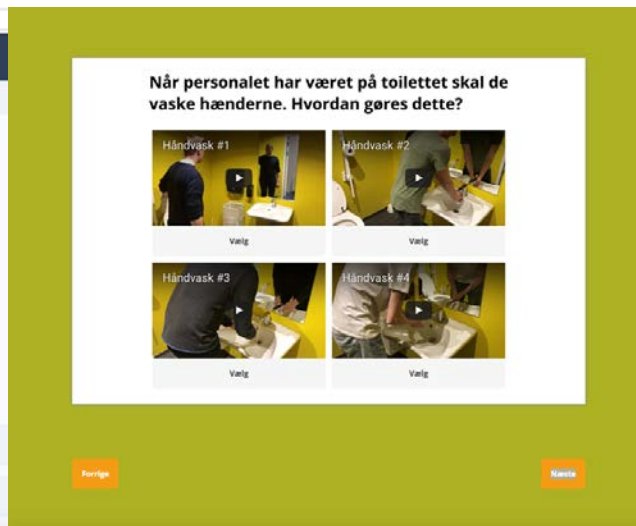 Når personalet har været på toilettet skal de
vaske hænderne. Hvordan gøres dette?
Håndvask #1
Håndvask #2
Vælg
Vælg
Håndvask #3
Håndvask #4
Vælg
Vælg
Forrige
Næste